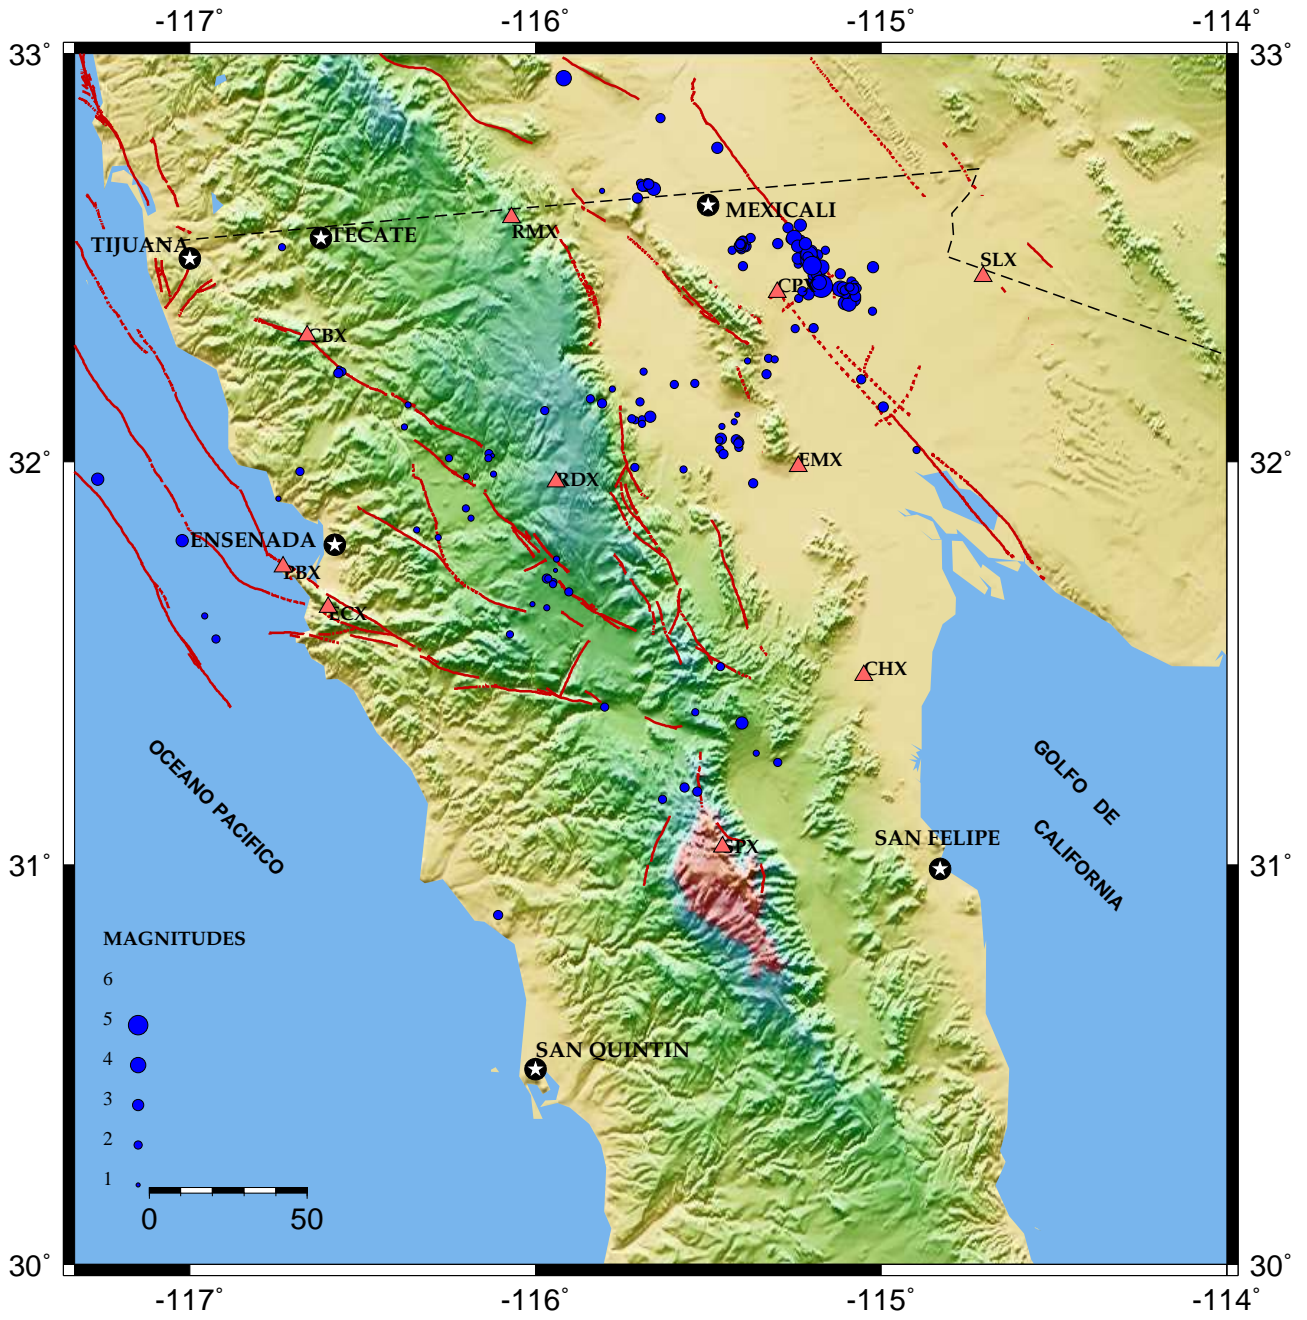 -117° -116° -115° -114°
33° 33°
MEXICALI
RMX
TECATE
TIJUANA
SLX
CPX
CBX
32° 32°
EMX
RDX
ENSENADA
PBX
ECX
CHX
OCEANO PACIFICO
GOLFO DE
CALIFORNIA
SAN FELIPE
SPX
31° 31°
MAGNITUDES
6
5
4
3
2
1
SAN QUINTIN
0 50
30° 30°
-117° -116° -115° -114°